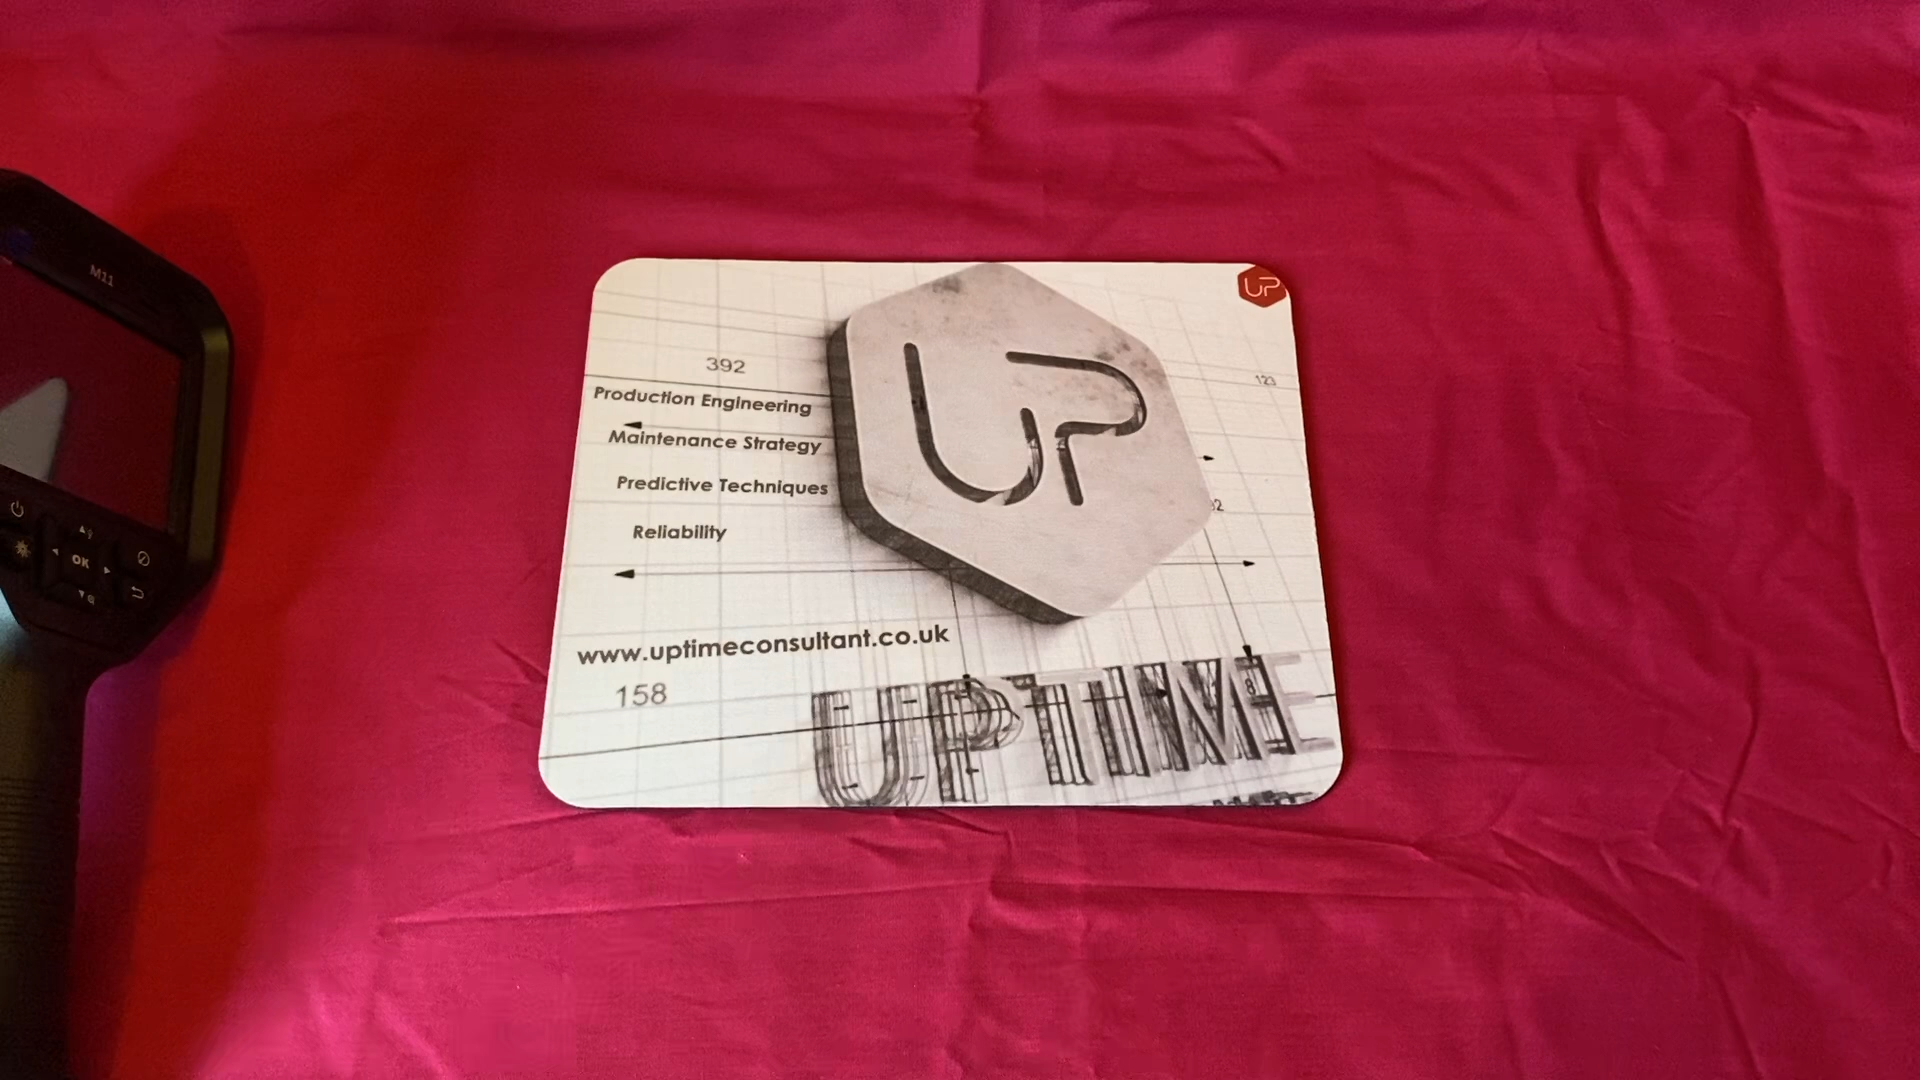 M11
OK
UP
UP
392
123
Production Engineering
Maintenance Strategy
Predictive Techniques
Reliability
www.uptimeconsultant.co.uk
158
8
UPTIME